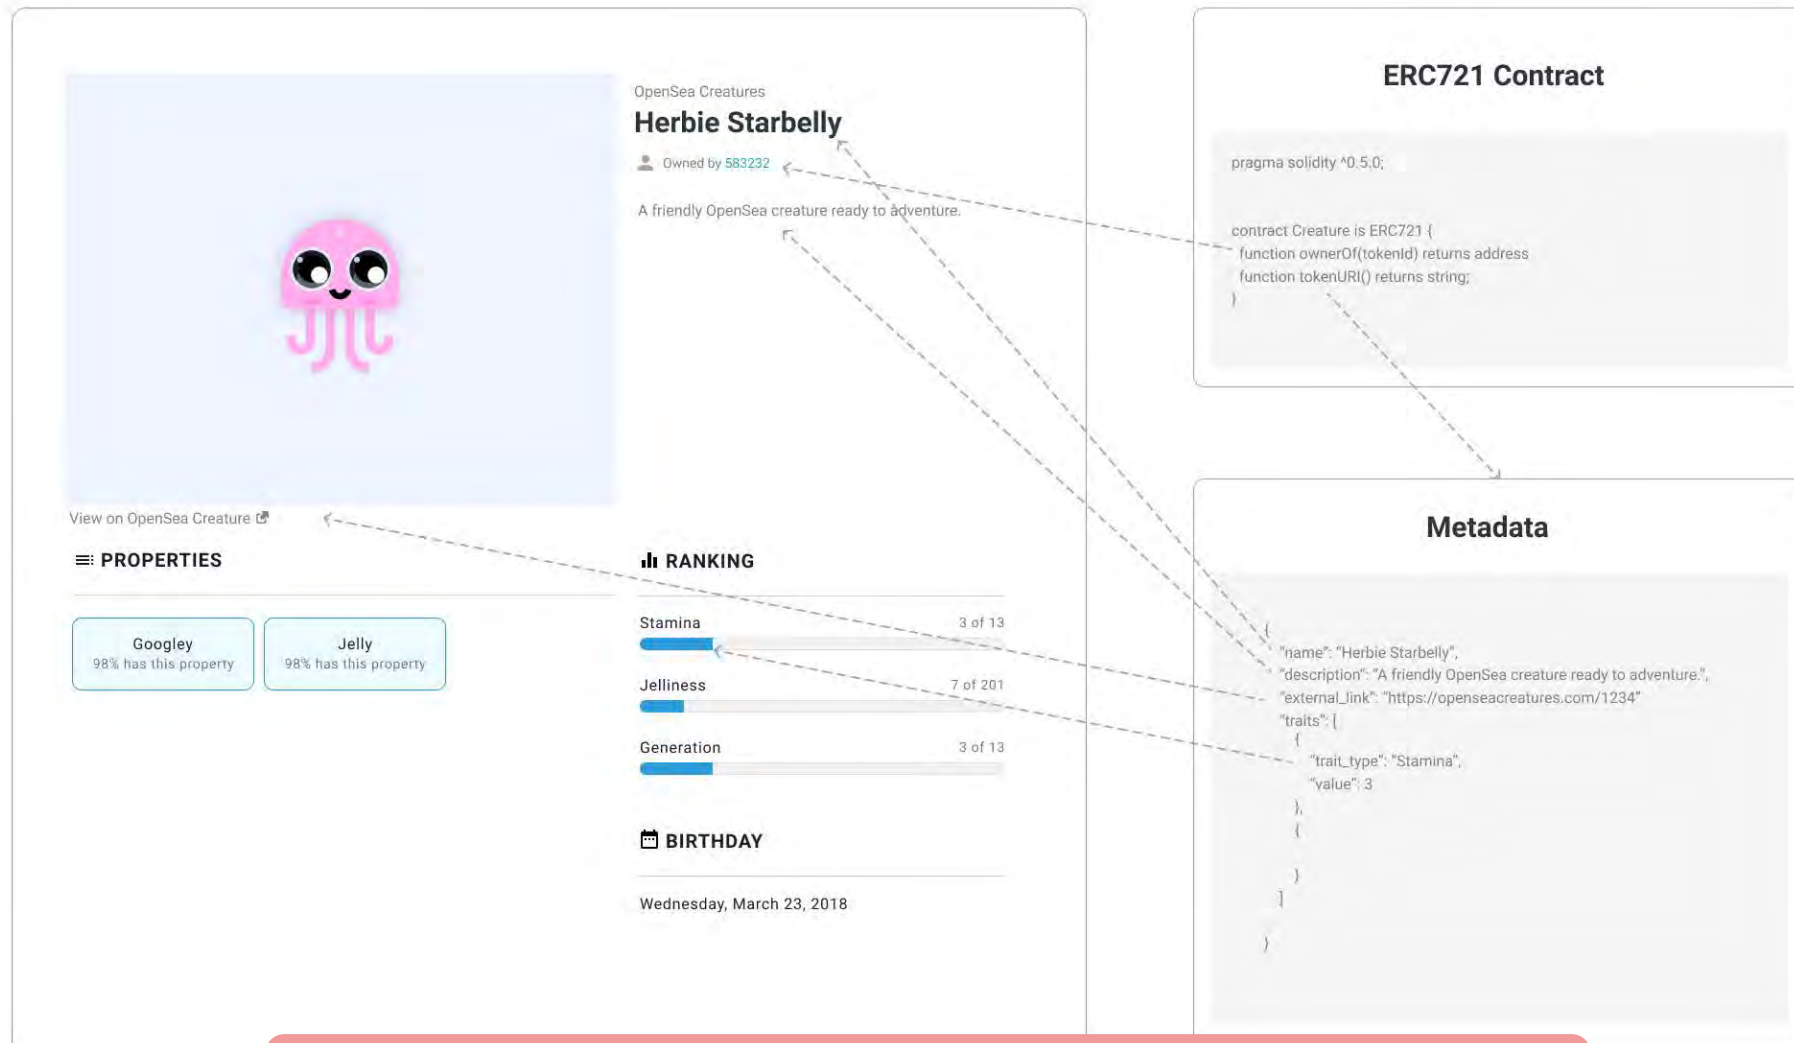 OpenSea Creatures
Herbie Starbelly
Owned by 583232
A friendly OpenSea creature ready to adventure.
View on OpenSea Creature
PROPERTIES
Googley
98% has this property
Jelly
98% has this property
RANKING
Stamina 3 of 13
Jelliness 7 of 201
Generation 3 of 13
BIRTHDAY
Wednesday, March 23, 2018
ERC721 Contract
pragma solidity ^0.5.0;
contract Creature is ERC721 {
function ownerOf(tokenId) returns address
function tokenURI() returns string;
}
Metadata
{
"name": “Herbie Starbelly”,
“description”: “A friendly OpenSea creature ready to adventure.”,
“external_link”: “https://openseacreatures.com/1234”
“traits”: [
{
“trait_type”: “Stamina”,
“value”: 3
},
{
}
]
}